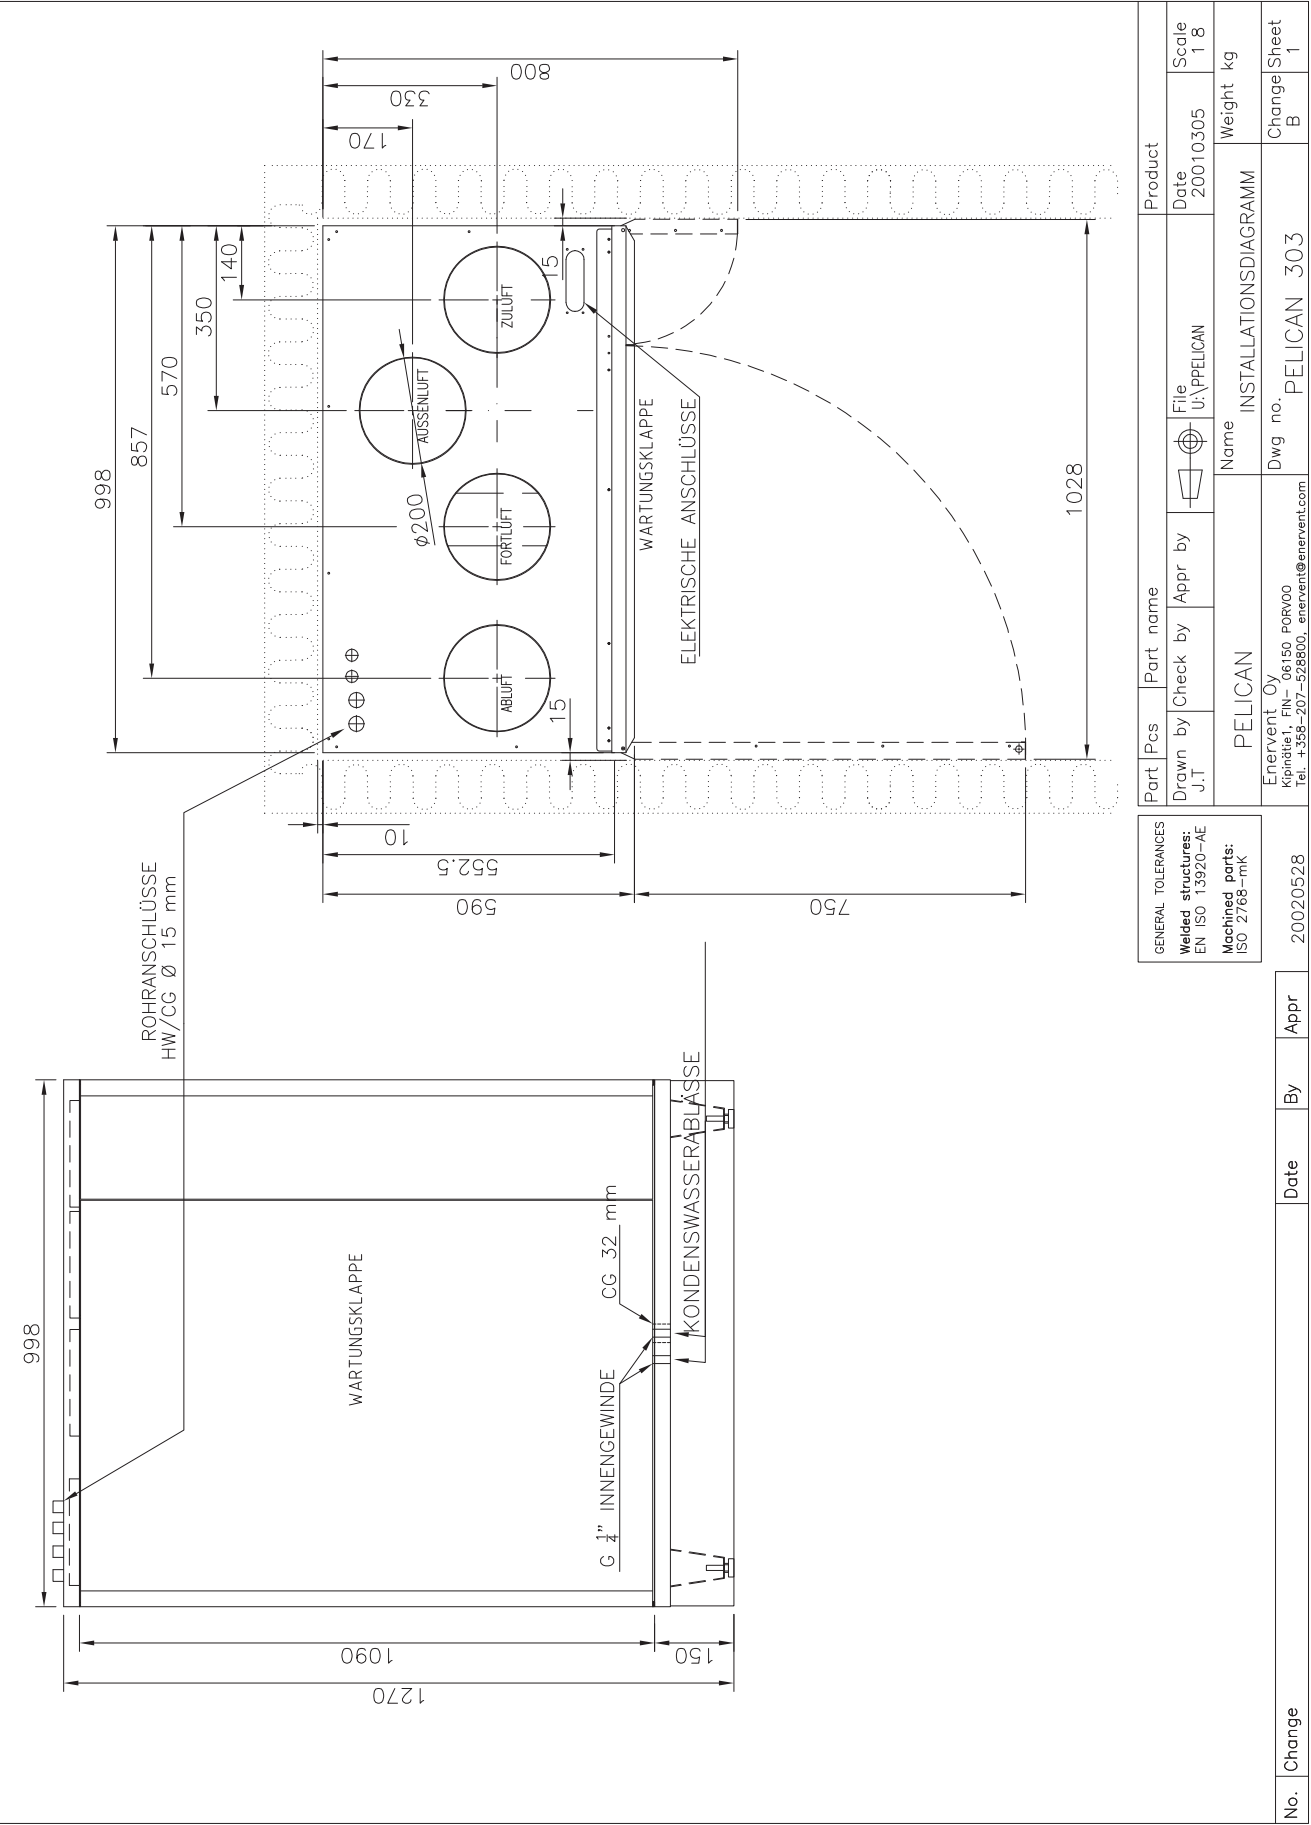 998
WARTUNGSKLAPPE
G 1/4" INNENGEWINDE
CG 32 mm
KONDENSWASSERABLÄSSE
1090
150
1270
ROHRANSCHLÜSSE
HW/CG Ø 15 mm
998
857
570
350
140
170
330
800
AUSSENLUFT
ZULUFT
FORTLUFT
ABLUFT
ϕ200
15
15
10
552.5
590
750
WARTUNGSKLAPPE
ELEKTRISCHE ANSCHLÜSSE
1028
GENERAL TOLERANCES
Welded structures:
EN ISO 13920-AE
Machined parts:
ISO 2768-mK
20020528
Part
Pcs
Part name
Product
Drawn by
J.T
Check by
Appr by
File
U:\PPELICAN
Date
20010305
Scale
1 8
PELICAN
Name
INSTALLATIONSDIAGRAMM
Weight kg
Enervent Oy
Kipinätie1, FIN- 06150 PORVOO
Tel. +358-207-528800, enervent@enervent.com
Dwg no.
PELICAN 303
Change
B
Sheet
1
No.
Change
Date
By
Appr